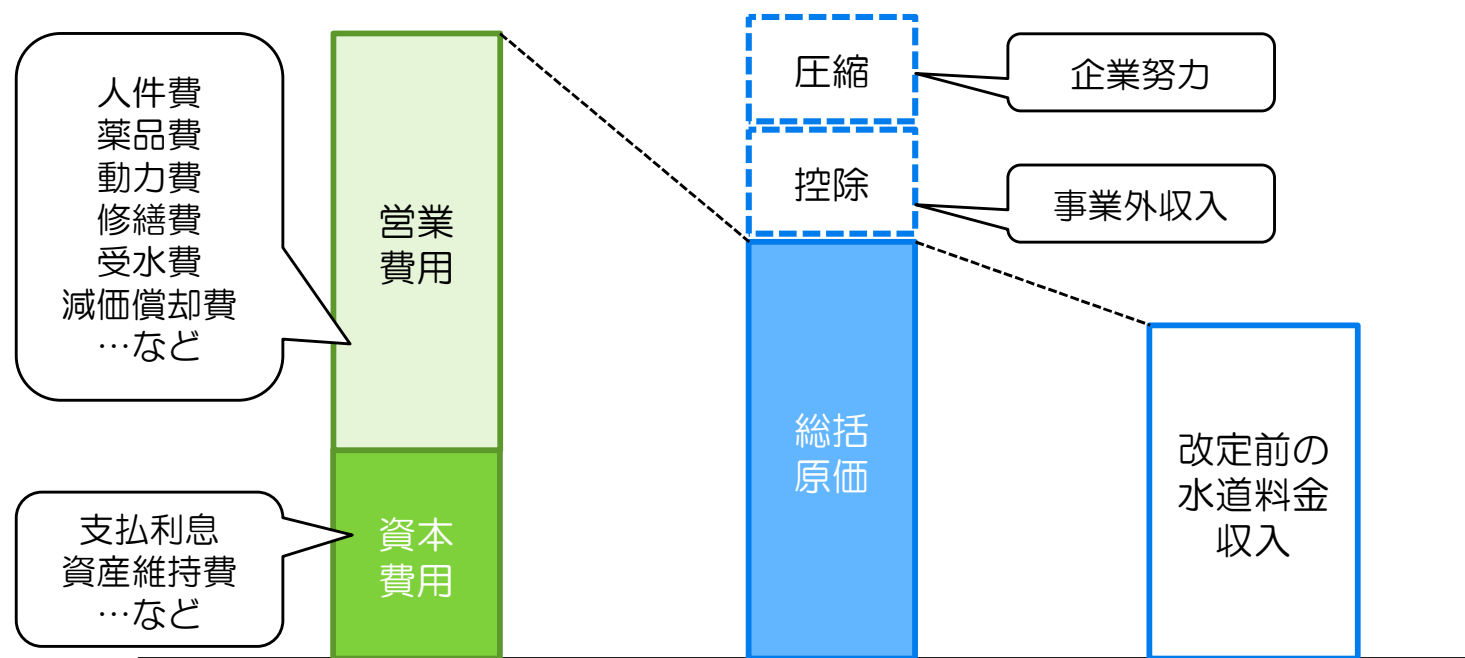 人件費
薬品費
動力費
修繕費
受水費
減価償却費
…など
営業
費用
支払利息
資産維持費
…など
資本
費用
圧縮
企業努力
控除
事業外収入
総括
原価
改定前の
水道料金
収入